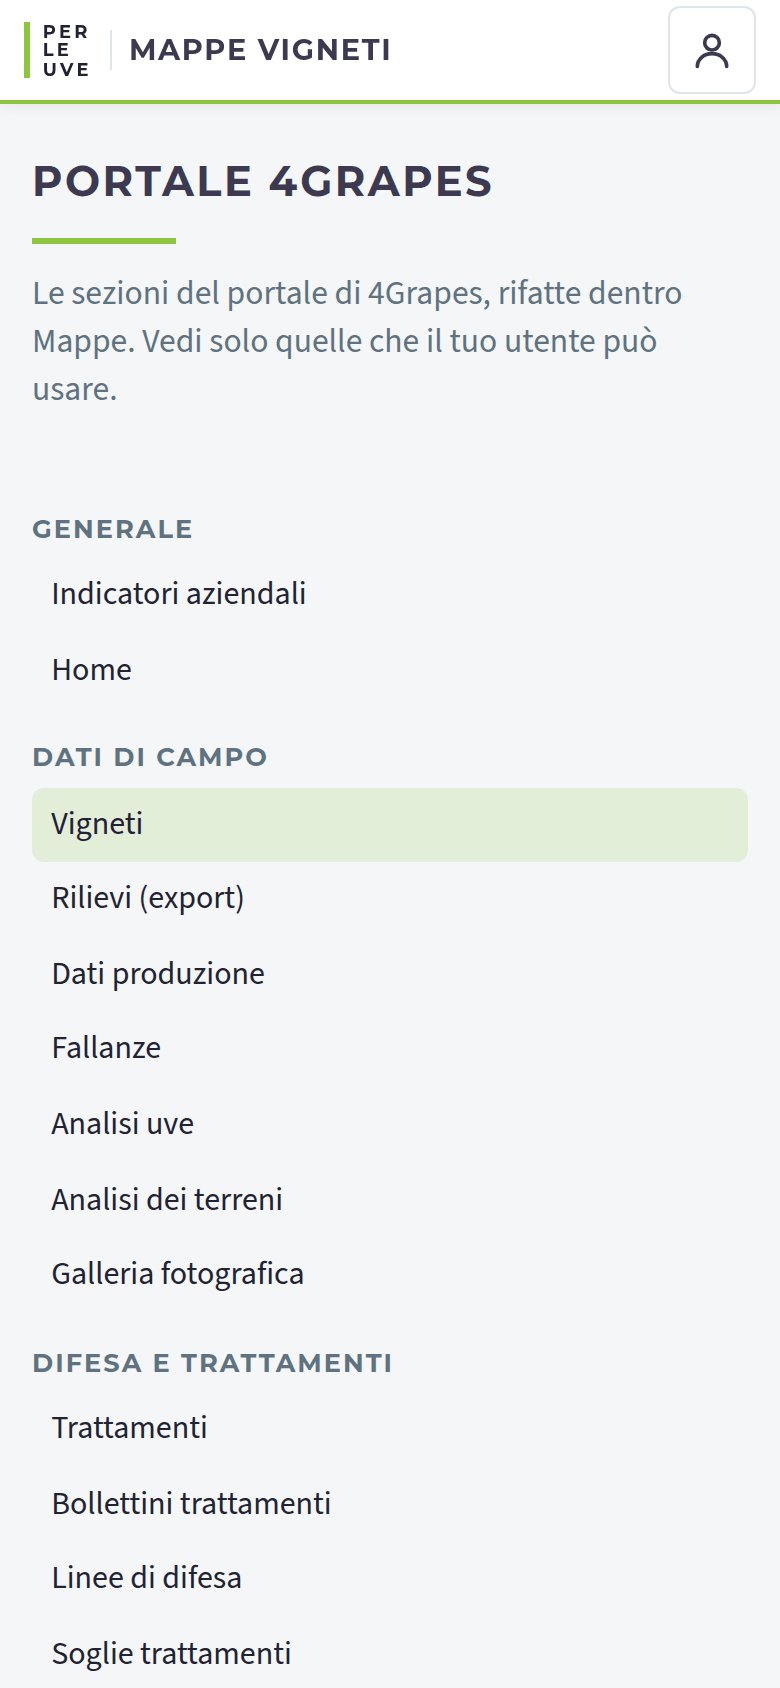 PER
LE
UVE
MAPPE VIGNETI
PORTALE 4GRAPES
Le sezioni del portale di 4Grapes, rifatte dentro
Mappe. Vedi solo quelle che il tuo utente può
usare.
GENERALE
Indicatori aziendali
Home
DATI DI CAMPO
Vigneti
Rilievi (export)
Dati produzione
Fallanze
Analisi uve
Analisi dei terreni
Galleria fotografica
DIFESA E TRATTAMENTI
Trattamenti
Bollettini trattamenti
Linee di difesa
Soglie trattamenti